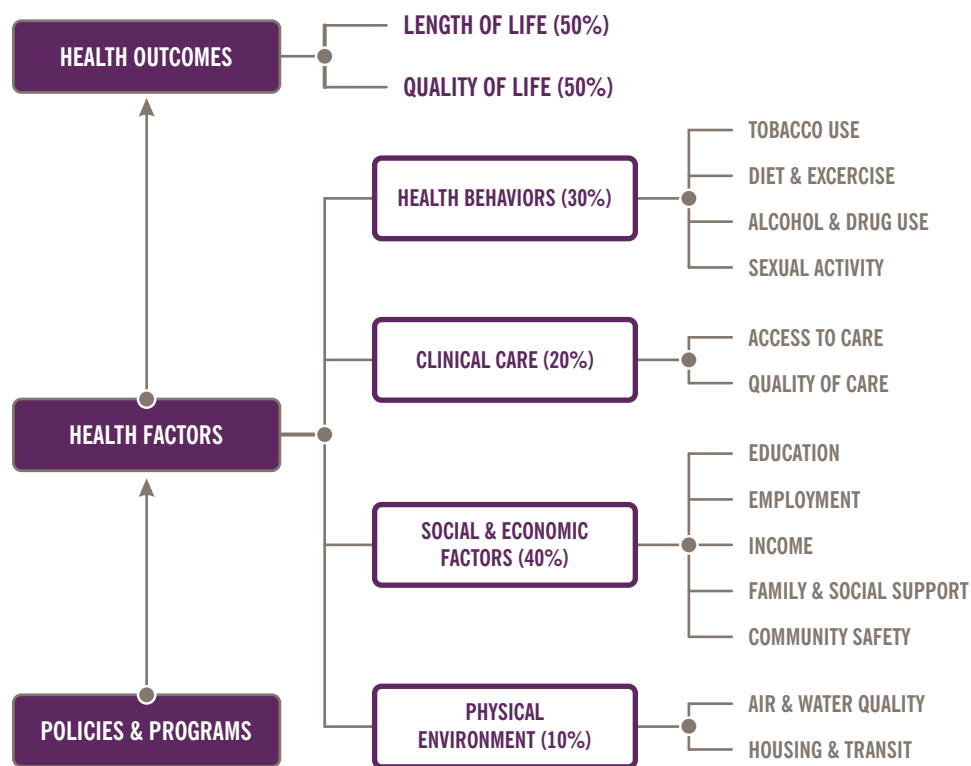 HEALTH OUTCOMES
LENGTH OF LIFE (50%)
QUALITY OF LIFE (50%)
HEALTH BEHAVIORS (30%)
TOBACCO USE
DIET & EXCERCISE
ALCOHOL & DRUG USE
SEXUAL ACTIVITY
CLINICAL CARE (20%)
ACCESS TO CARE
QUALITY OF CARE
HEALTH FACTORS
SOCIAL & ECONOMIC
FACTORS (40%)
EDUCATION
EMPLOYMENT
INCOME
FAMILY & SOCIAL SUPPORT
COMMUNITY SAFETY
POLICIES & PROGRAMS
PHYSICAL
ENVIRONMENT (10%)
AIR & WATER QUALITY
HOUSING & TRANSIT